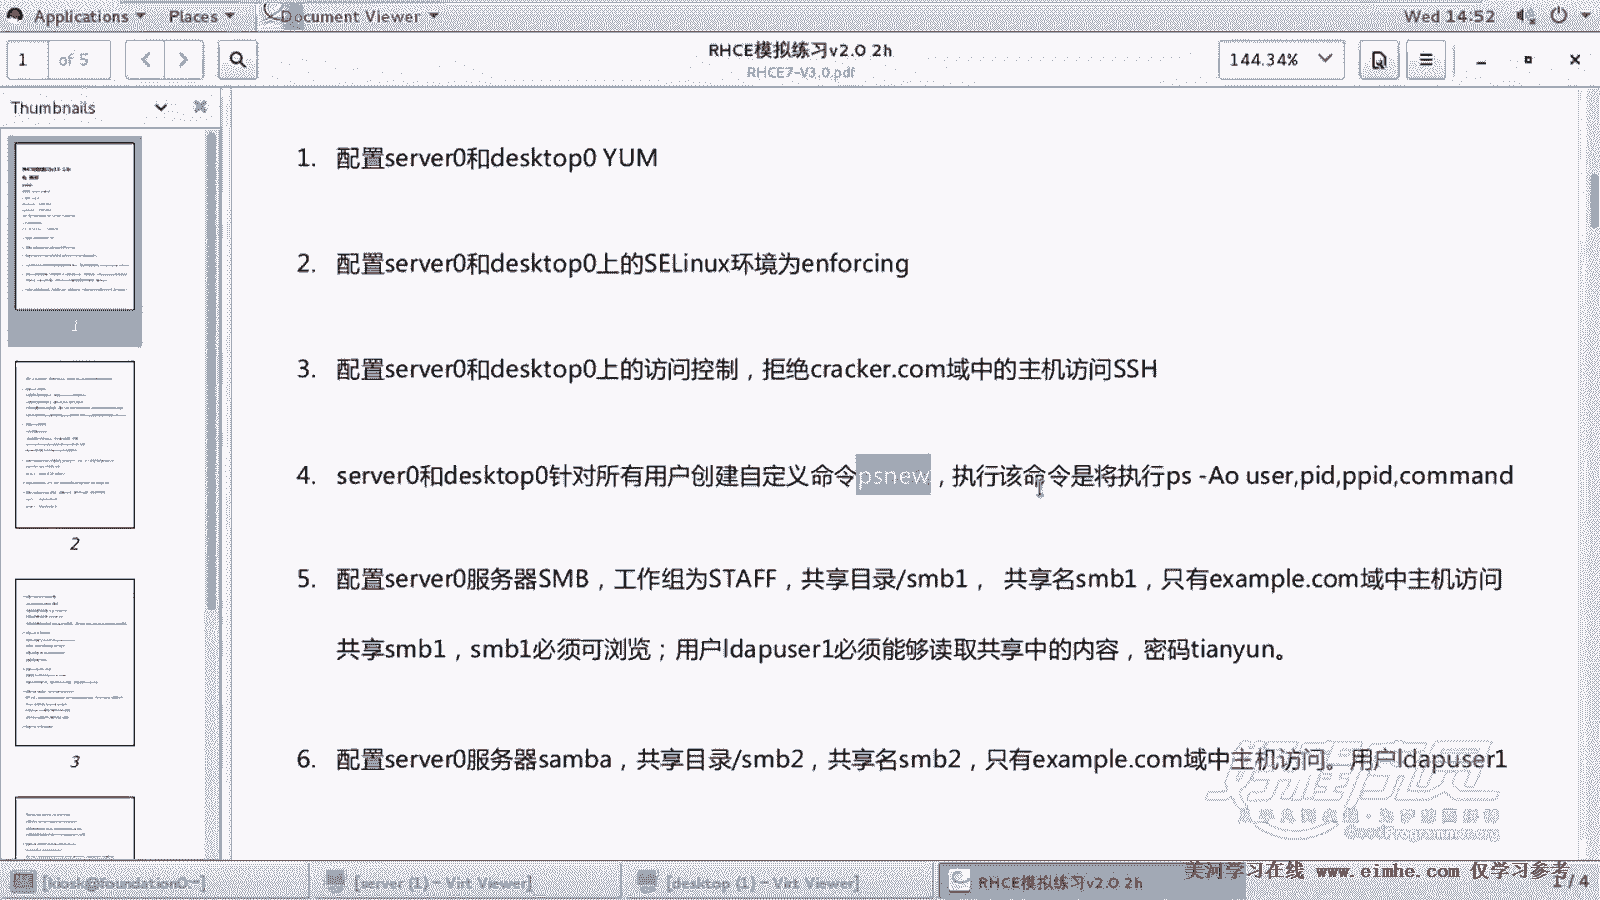 Applications Places Document Viewer Wed 14:52
1 of 5 RHCE模拟练习v2.0 2h 144.34%
RHCE7-V3.0.pdf
Thumbnails
1. 配置server0和desktop0 YUM
2. 配置server0和desktop0上的SELinux环境为enforcing
3. 配置server0和desktop0上的访问控制，拒绝cracker.com域中的主机访问SSH
4. server0和desktop0针对所有用户创建自定义命令psnew，执行该命令是将执行ps -Ao user,pid,ppid,command
5. 配置server0服务器SMB，工作组为STAFF，共享目录/smb1， 共享名smb1，只有example.com域中主机访问
共享smb1，smb1必须可浏览；用户ldapuser1必须能够读取共享中的内容，密码tianyun。
6. 配置server0服务器samba，共享目录/smb2，共享名smb2，只有example.com域中主机访问。用户ldapuser1
1
2
3
GoodProgrammer.org
美河学习在线 www.eimhe.com 仅学习参考
[kiosk@foundation0:~] [server (1) - Virt Viewer] [desktop (1) - Virt Viewer] RHCE模拟练习v2.0 2h 1 / 4